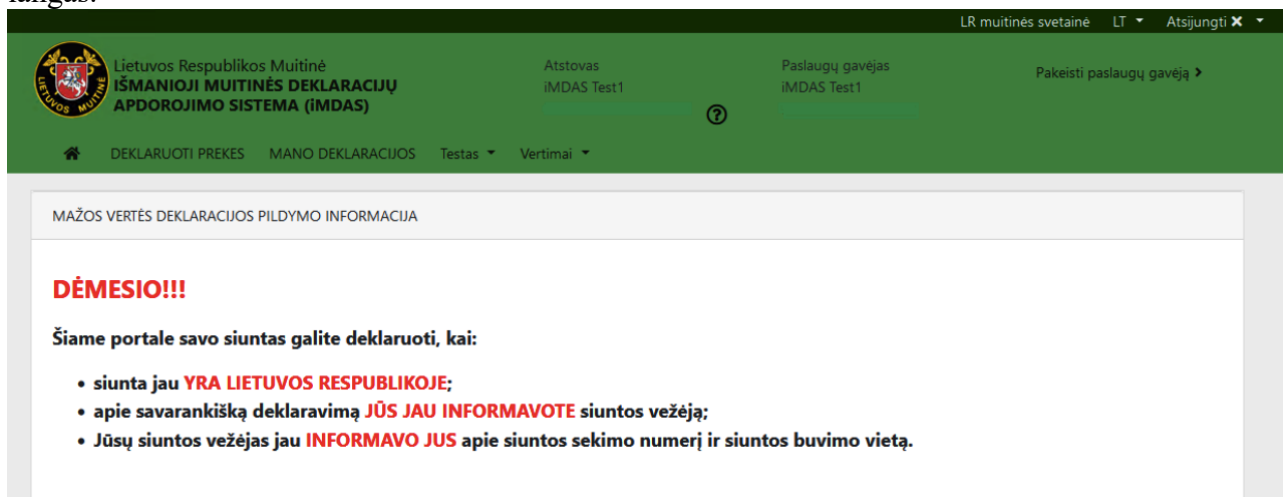 langas.
LR muitinės svetainė LT Atsijungti
LIETUVOS MUITINĖ
Lietuvos Respublikos Muitinė
IŠMANIOJI MUITINĖS DEKLARACIJŲ
APDOROJIMO SISTEMA (iMDAS)
Atstovas
iMDAS Test1
Paslaugų gavėjas
iMDAS Test1
Pakeisti paslaugų gavėją
DEKLARUOTI PREKES MANO DEKLARACIJOS Testas Vertimai
MAŽOS VERTĖS DEKLARACIJOS PILDYMO INFORMACIJA
DĖMESIO!!!
Šiame portale savo siuntas galite deklaruoti, kai:
• siunta jau YRA LIETUVOS RESPUBLIKOJE;
• apie savarankišką deklaravimą JŪS JAU INFORMAVOTE siuntos vežėją;
• Jūsų siuntos vežėjas jau INFORMAVO JUS apie siuntos sekimo numerį ir siuntos buvimo vietą.